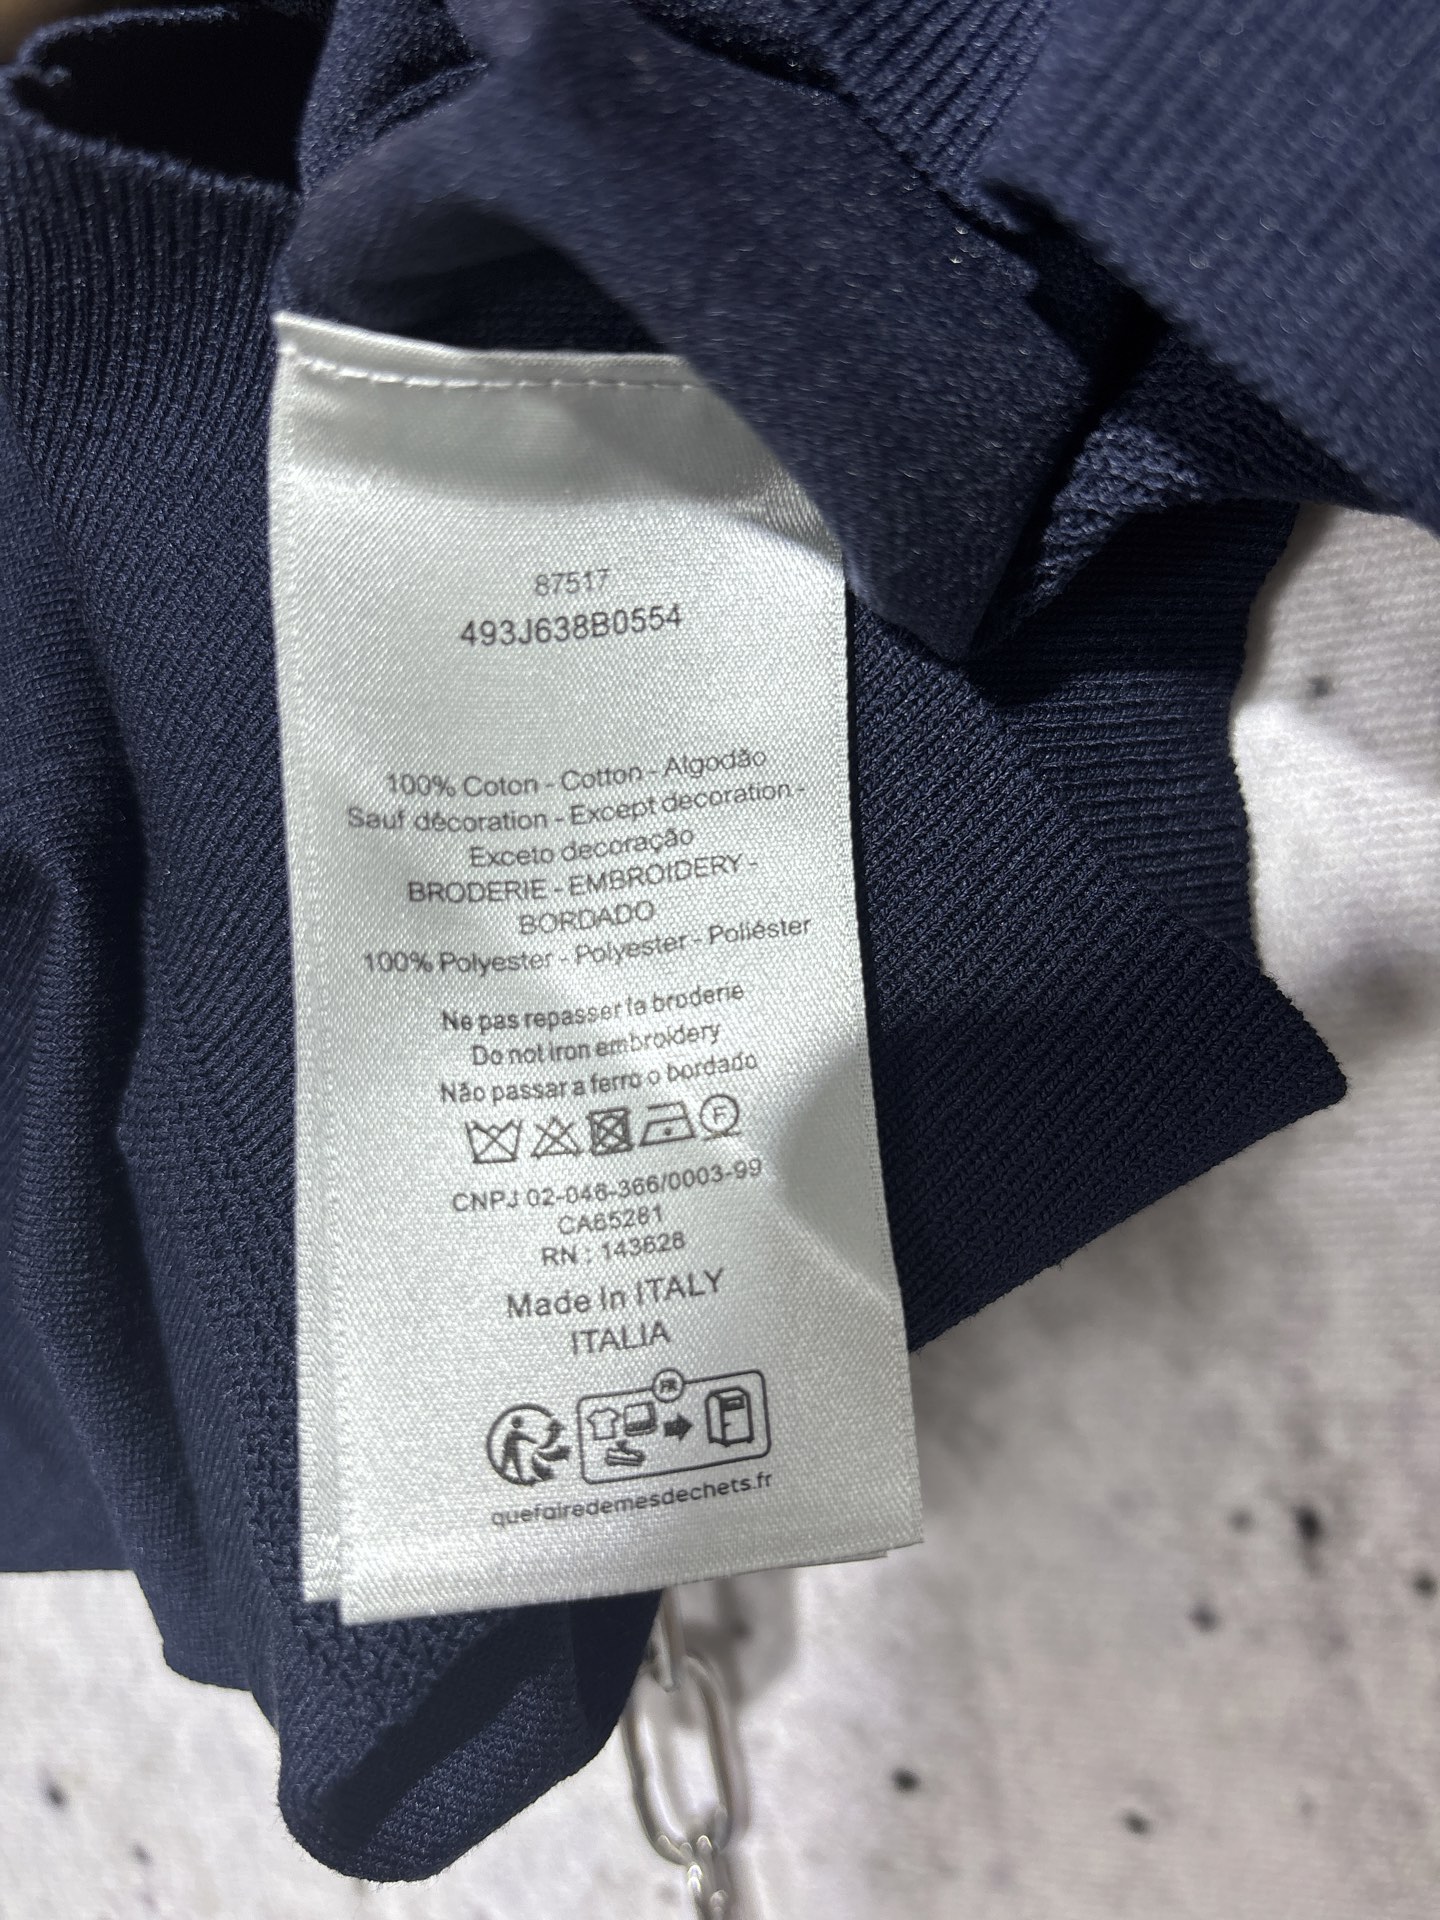 87517
493J638B0554
100% Coton - Cotton - Algodão
Sauf décoration - Except decoration -
Exceto decoração
BRODERIE - EMBROIDERY -
BORDADO
100% Polyester - Polyester - Poliéster
Ne pas repasser la broderie
Do not iron embroidery
Não passar a ferro o bordado
F
CNPJ 02-046-366/0003-99
CA65281
RN : 143628
Made In ITALY
ITALIA
FR
quefairedemesdechets.fr